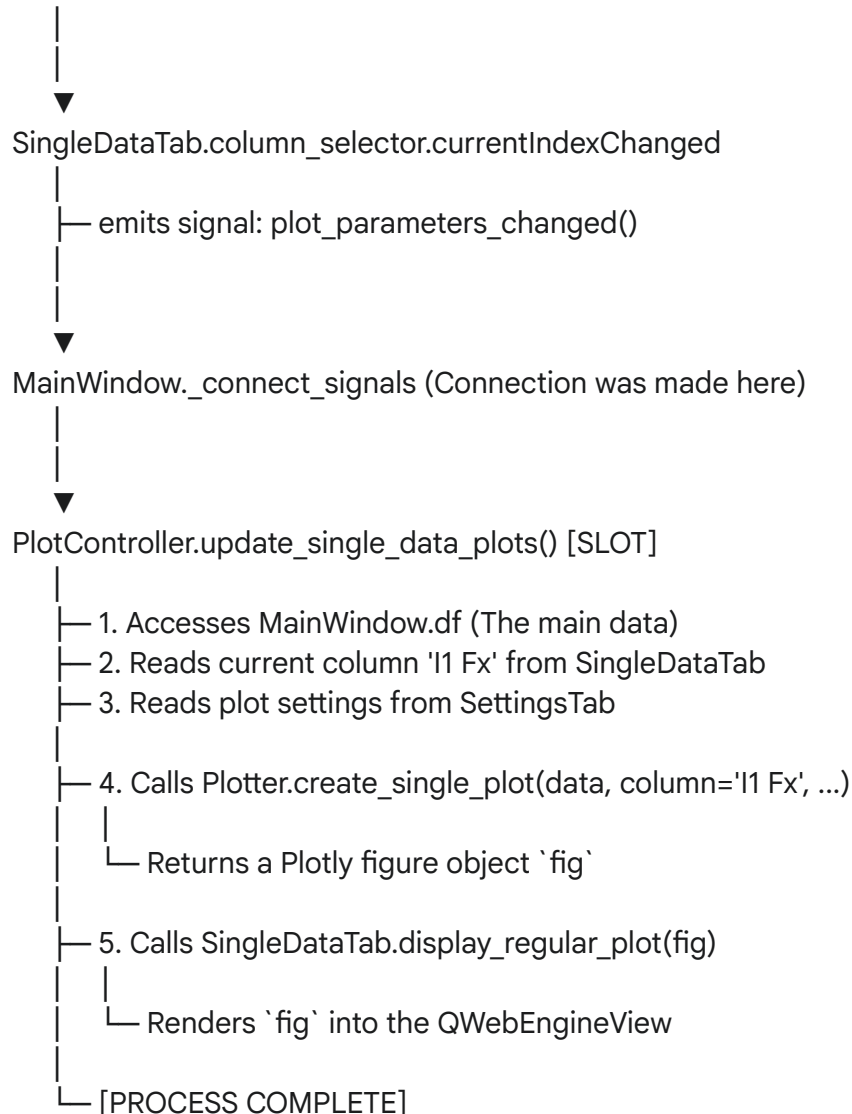 SingleDataTab.column_selector.currentIndexChanged
├─ emits signal: plot_parameters_changed()
▼
MainWindow._connect_signals (Connection was made here)
▼
PlotController.update_single_data_plots() [SLOT]
├─ 1. Accesses MainWindow.df (The main data)
├─ 2. Reads current column 'I1 Fx' from SingleDataTab
├─ 3. Reads plot settings from SettingsTab
├─ 4. Calls Plotter.create_single_plot(data, column='I1 Fx', ...)
└─ Returns a Plotly figure object `fig`
├─ 5. Calls SingleDataTab.display_regular_plot(fig)
└─ Renders `fig` into the QWebEngineView
└─ [PROCESS COMPLETE]